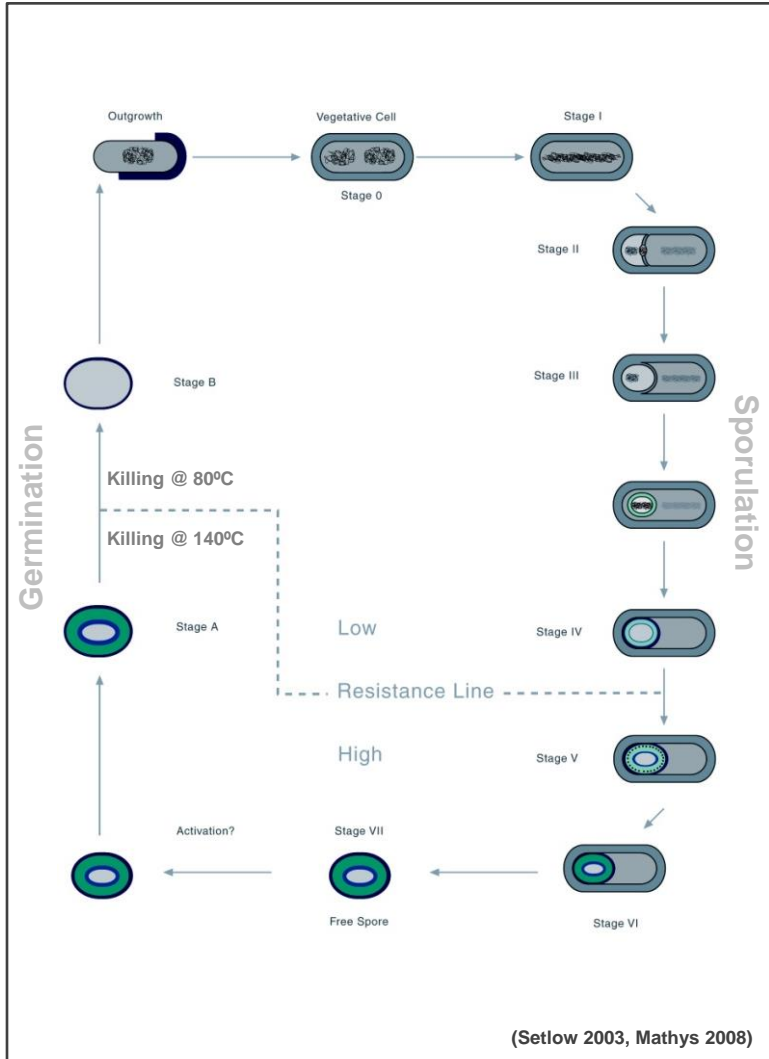 Outgrowth
Vegetative Cell
Stage I
Stage 0
Stage II
Stage III
Stage B
Sporulation
Germination
Killing @ 80ºC
Killing @ 140ºC
Stage A
Low
Stage IV
Resistance Line
High
Stage V
Activation?
Stage VII
Free Spore
Stage VI
(Setlow 2003, Mathys 2008)